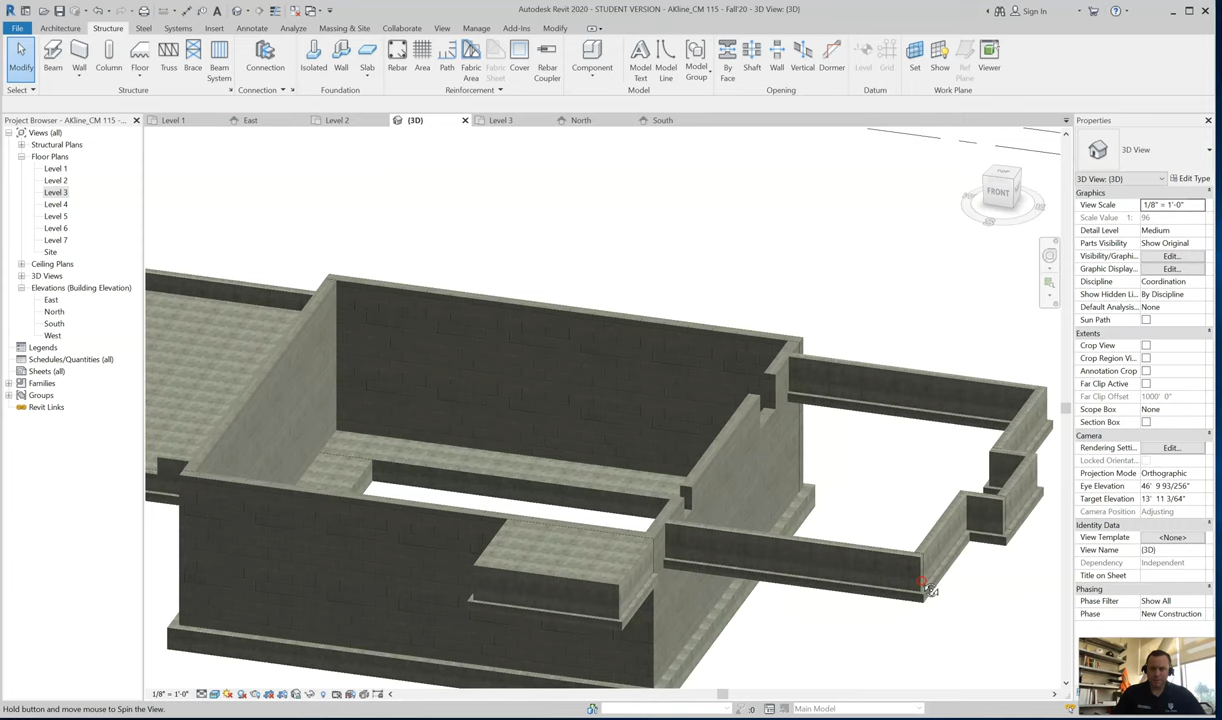 Autodesk Revit 2020 - STUDENT VERSION - AKline_CM 115 - Fall'20 - 3D View: {3D}
Sign In
File Architecture Structure Steel Systems Insert Annotate Analyze Massing & Site Collaborate View Manage Add-Ins Modify
Modify Beam Wall Column Floor Truss Brace Beam System Connection Isolated Wall Slab Rebar Area Path Fabric Area Fabric Sheet Cover Rebar Coupler Component Model Text Model Line Model Group By Face Shaft Wall Vertical Dormer Level Grid Set Show Ref Plane Viewer
Select Structure Connection Foundation Reinforcement Model Opening Datum Work Plane
Project Browser - AKline_CM 115 -...
Level 1 East Level 2 {3D} Level 3 North South
Properties
Views (all)
Structural Plans
Floor Plans
Level 1
Level 2
Level 3
Level 4
Level 5
Level 6
Level 7
Site
Ceiling Plans
3D Views
Elevations (Building Elevation)
East
North
South
West
Legends
Schedules/Quantities (all)
Sheets (all)
Families
Groups
Revit Links
TOP
FRONT
3D View
3D View: {3D} Edit Type
Graphics
View Scale 1/8" = 1'-0"
Scale Value 1: 96
Detail Level Medium
Parts Visibility Show Original
Visibility/Graphi... Edit...
Graphic Display... Edit...
Discipline Coordination
Show Hidden Li... By Discipline
Default Analysis... None
Sun Path
Extents
Crop View
Crop Region Vi...
Annotation Crop
Far Clip Active
Far Clip Offset 1000' 0"
Scope Box None
Section Box
Camera
Rendering Setti... Edit...
Locked Orientat...
Projection Mode Orthographic
Eye Elevation 46' 9 93/256"
Target Elevation 13' 11 3/64"
Camera Position Adjusting
Identity Data
View Template <None>
View Name {3D}
Dependency Independent
Title on Sheet
Phasing
Phase Filter Show All
Phase New Construction
1/8" = 1'-0"
Hold button and move mouse to Spin the View.
:0
Main Model